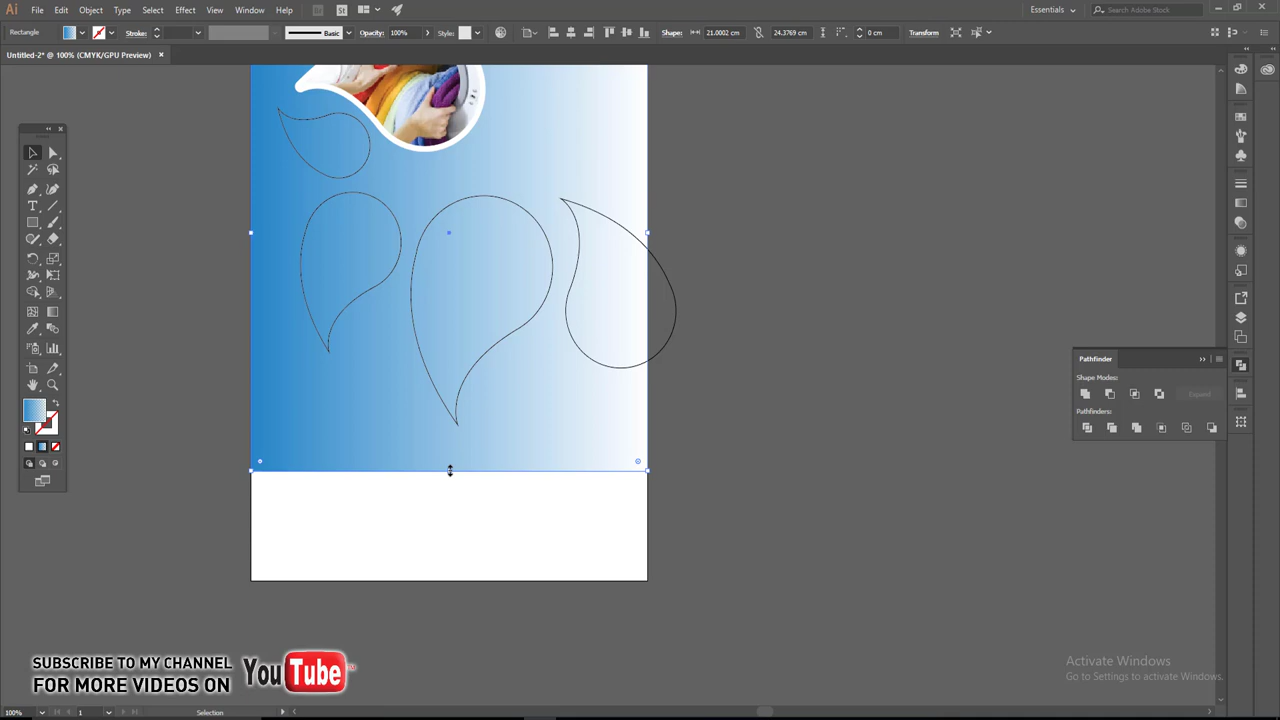 Ai File Edit Object Type Select Effect View Window Help Br St Essentials Search Adobe Stock
Rectangle Stroke: Basic Opacity: 100% Style: Shape: 21.0002 cm 24.3769 cm 0 cm Transform
Untitled-2* @ 100% (CMYK/GPU Preview)
Pathfinder
Shape Modes:
Expand
Pathfinders:
SUBSCRIBE TO MY CHANNEL
FOR MORE VIDEOS ON
YouTube
Activate Windows
Go to Settings to activate Windows.
100% 1 Selection